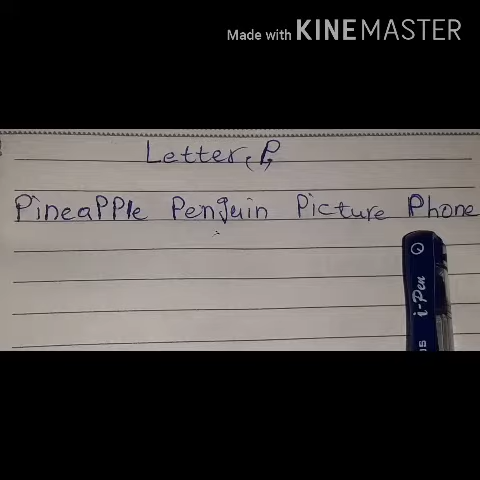 Made with KINEMASTER
Letter, P,
PineaPPle Penguin Picture Phone
i-Pen